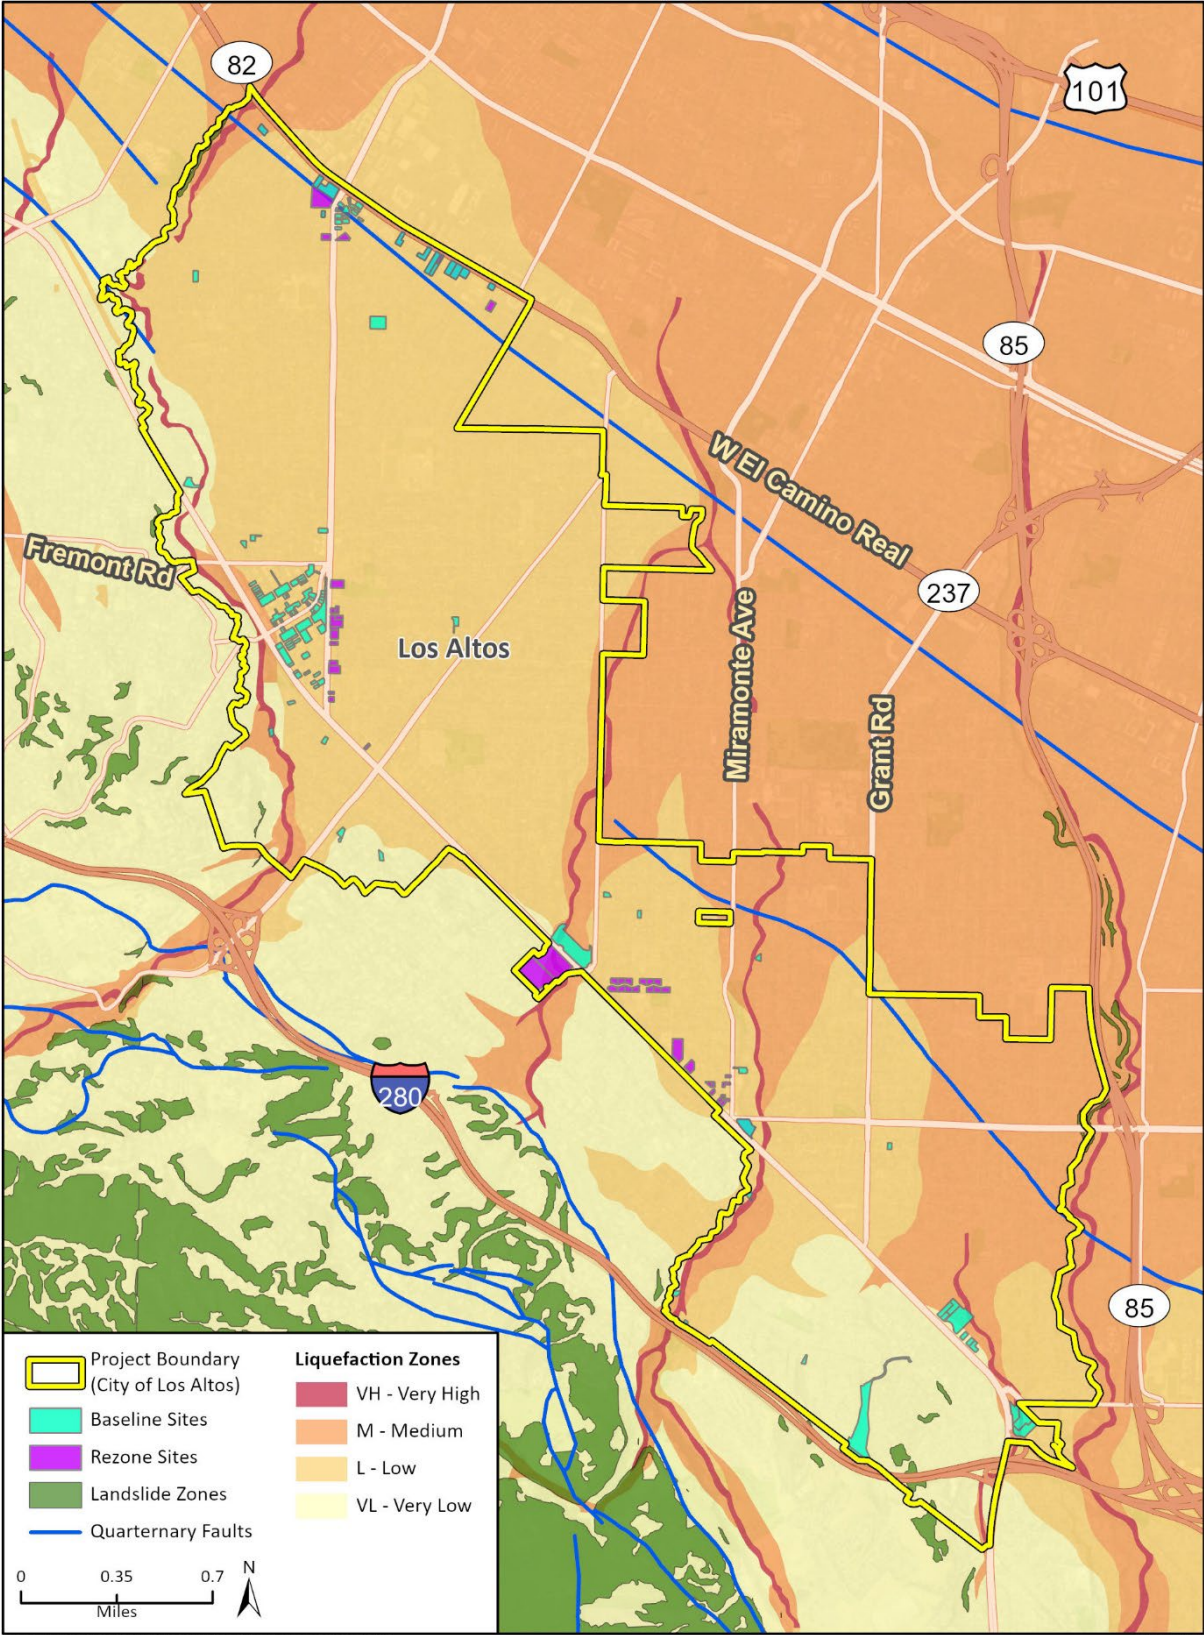 82
101
85
W El Camino Real
Fremont Rd
237
Los Altos
Miramonte Ave
Grant Rd
280
85
Project Boundary
(City of Los Altos)
Baseline Sites
Rezone Sites
Landslide Zones
Quarternary Faults
Liquefaction Zones
VH - Very High
M - Medium
L - Low
VL - Very Low
0 0.35 0.7
Miles
N